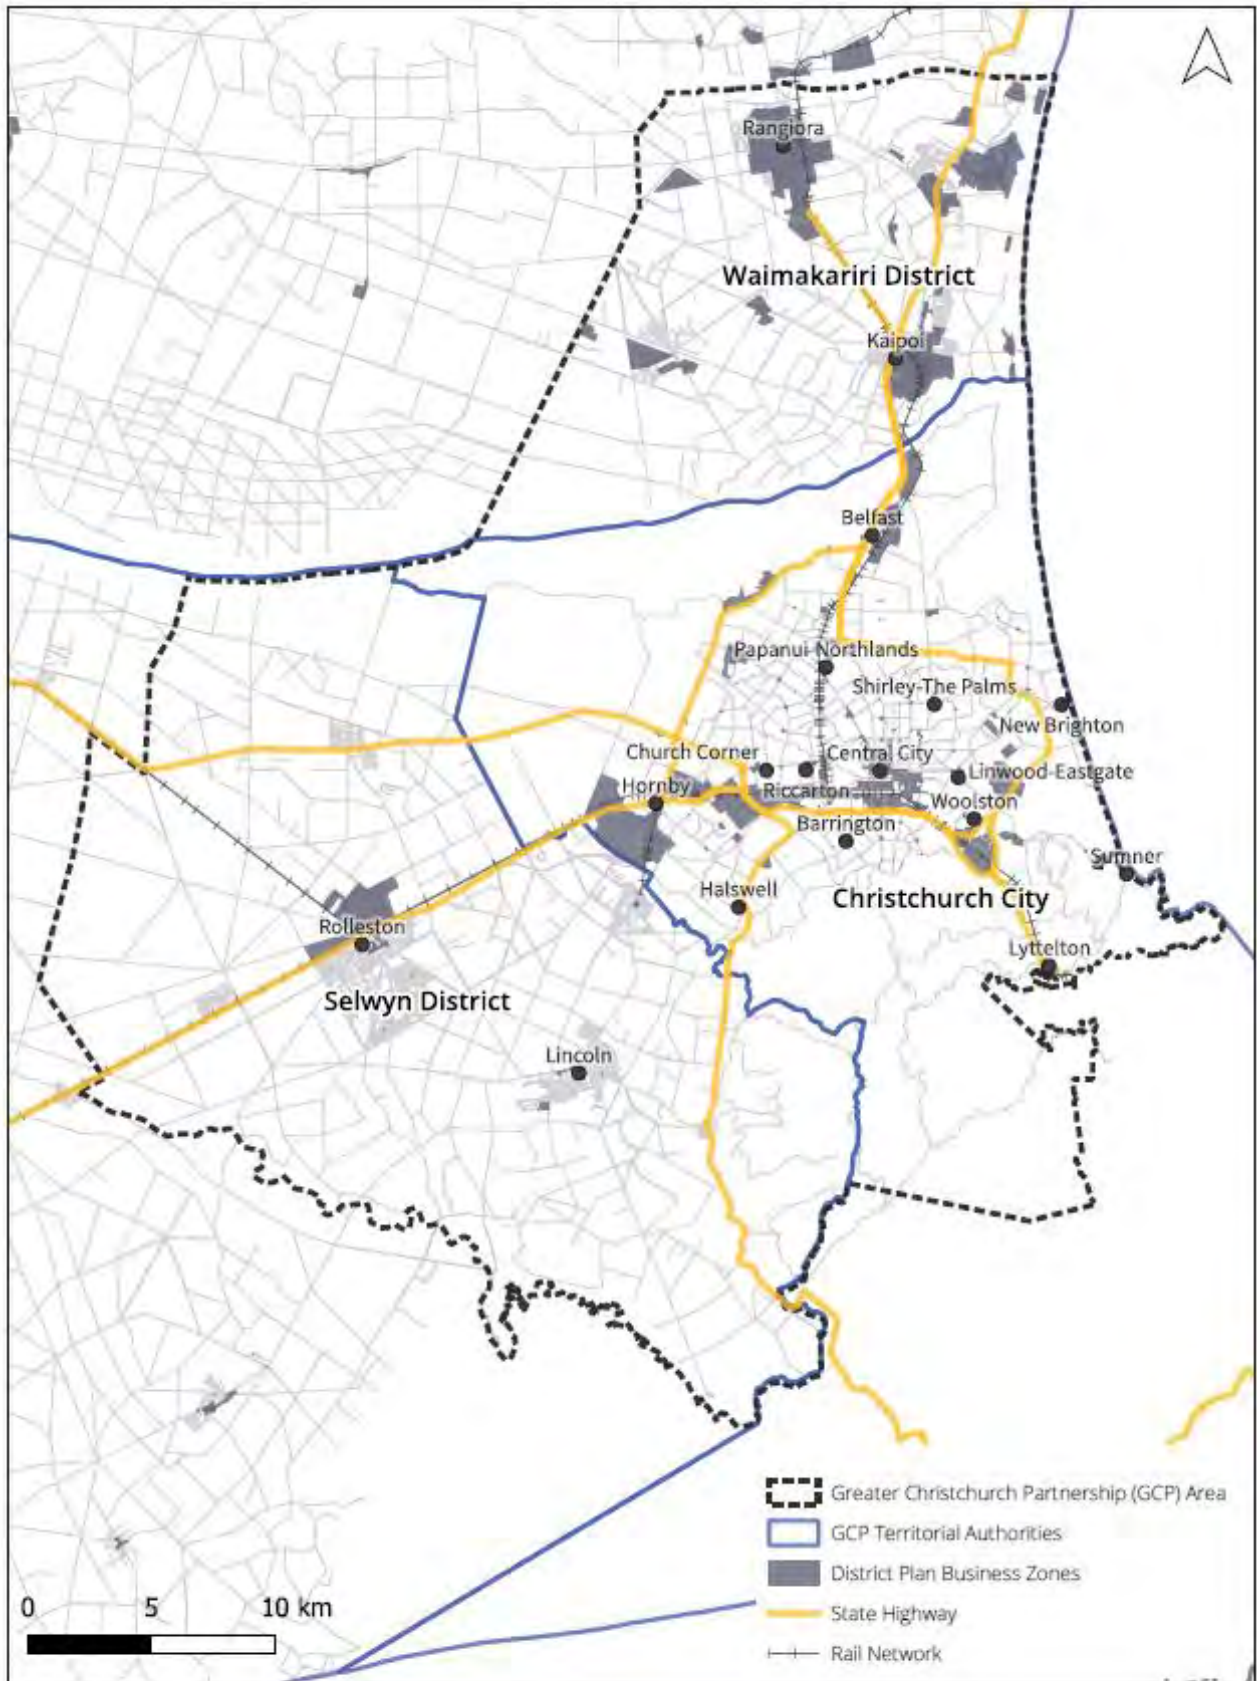 Rangiora
Waimakariri District
Kaipoi
Belfast
Papanui-Northlands
Shirley-The Palms
New Brighton
Church Corner
Central City
Linwood-Eastgate
Hornby
Riccarton
Woolston
Barrington
Sumner
Halswell
Christchurch City
Rolleston
Lyttelton
Selwyn District
Lincoln
Greater Christchurch Partnership (GCP) Area
GCP Territorial Authorities
District Plan Business Zones
State Highway
Rail Network
0 5 10 km